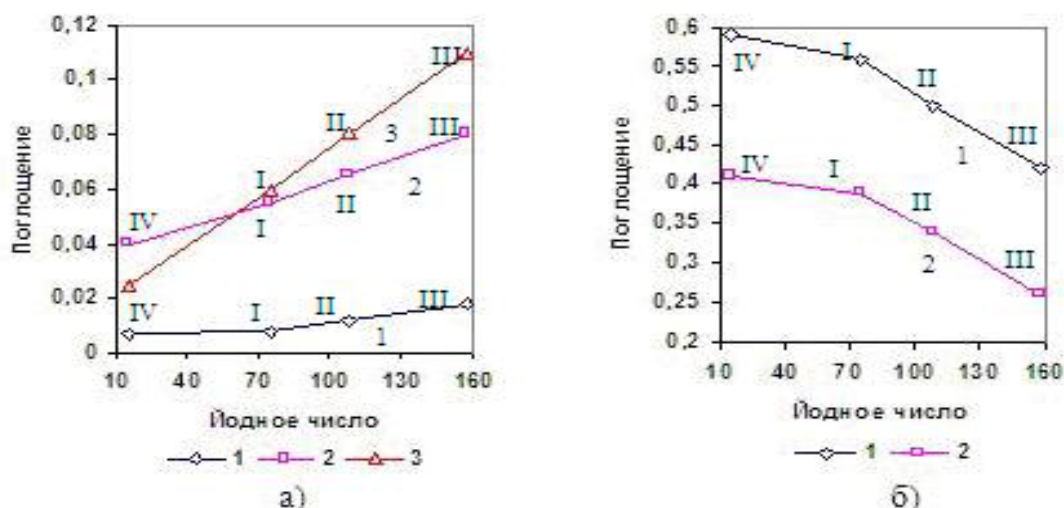 0,12
III
0,1
II
III
0,08
3
I
0,06
2
IV
II
0,04
I
0,02
IV
I
II
III
1
0
10 40 70 100 130 160
Поглощение
Йодное число
1 2 3
а)
0,6
I
IV
0,55
II
0,5
III
0,45
1
IV
I
0,4
II
0,35
2
III
0,3
0,25
0,2
10 40 70 100 130 160
Поглощение
Йодное число
1 2
б)